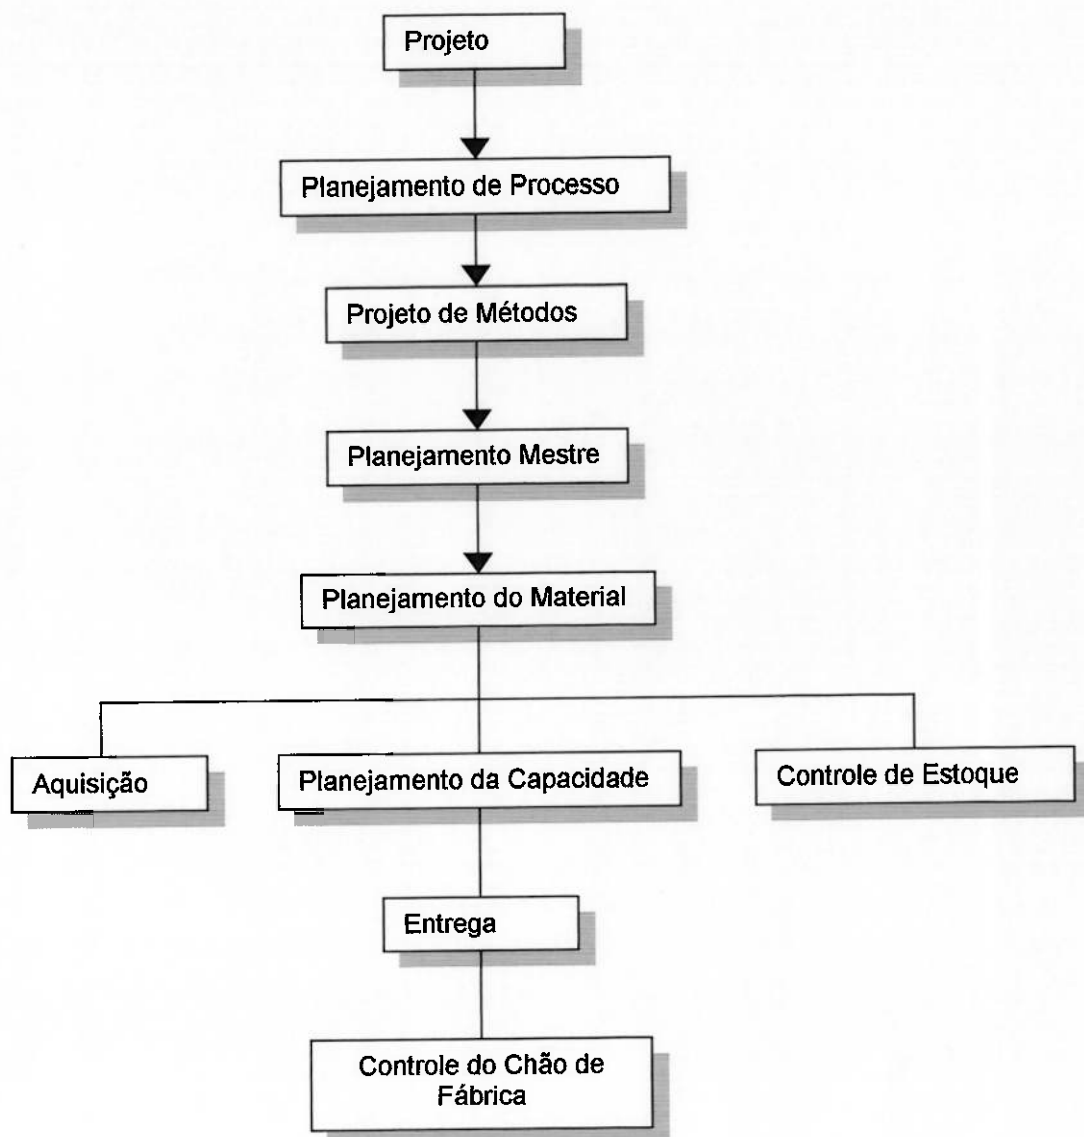 Projeto
Planejamento de Processo
Projeto de Métodos
Planejamento Mestre
Planejamento do Material
Aquisição
Planejamento da Capacidade
Controle de Estoque
Entrega
Controle do Chão de
Fábrica